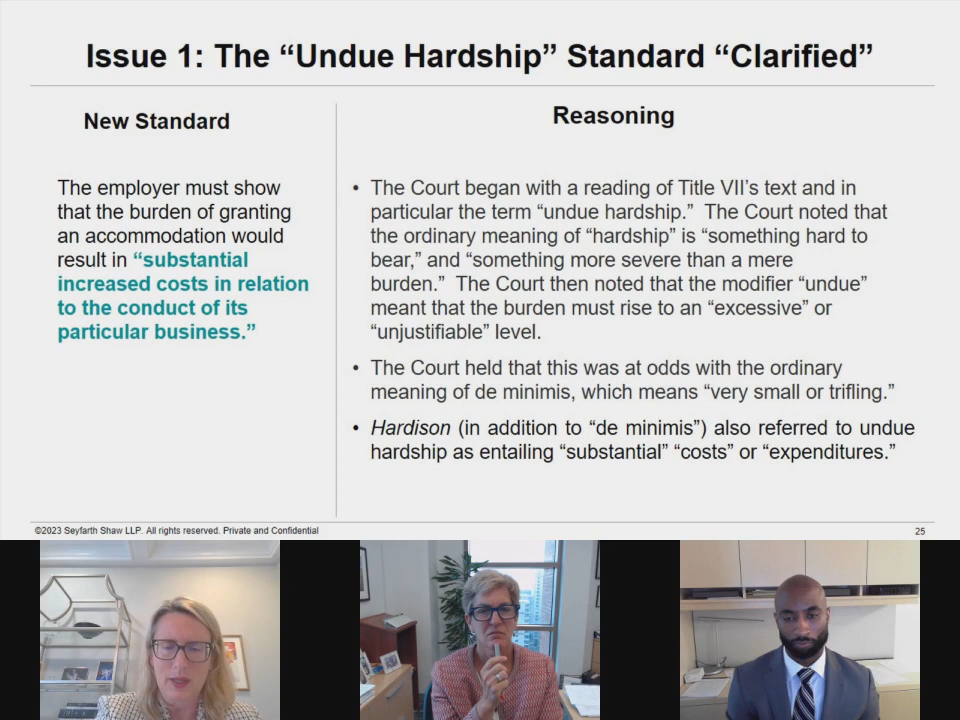 Issue 1: The “Undue Hardship” Standard “Clarified”
New Standard
The employer must show
that the burden of granting
an accommodation would
result in “substantial
increased costs in relation
to the conduct of its
particular business.”
Reasoning
• The Court began with a reading of Title VII’s text and in
particular the term “undue hardship.” The Court noted that
the ordinary meaning of “hardship” is “something hard to
bear,” and “something more severe than a mere
burden.” The Court then noted that the modifier “undue”
meant that the burden must rise to an “excessive” or
“unjustifiable” level.
• The Court held that this was at odds with the ordinary
meaning of de minimis, which means “very small or trifling.”
• Hardison (in addition to “de minimis”) also referred to undue
hardship as entailing “substantial” “costs” or “expenditures.”
©2023 Seyfarth Shaw LLP. All rights reserved. Private and Confidential
25